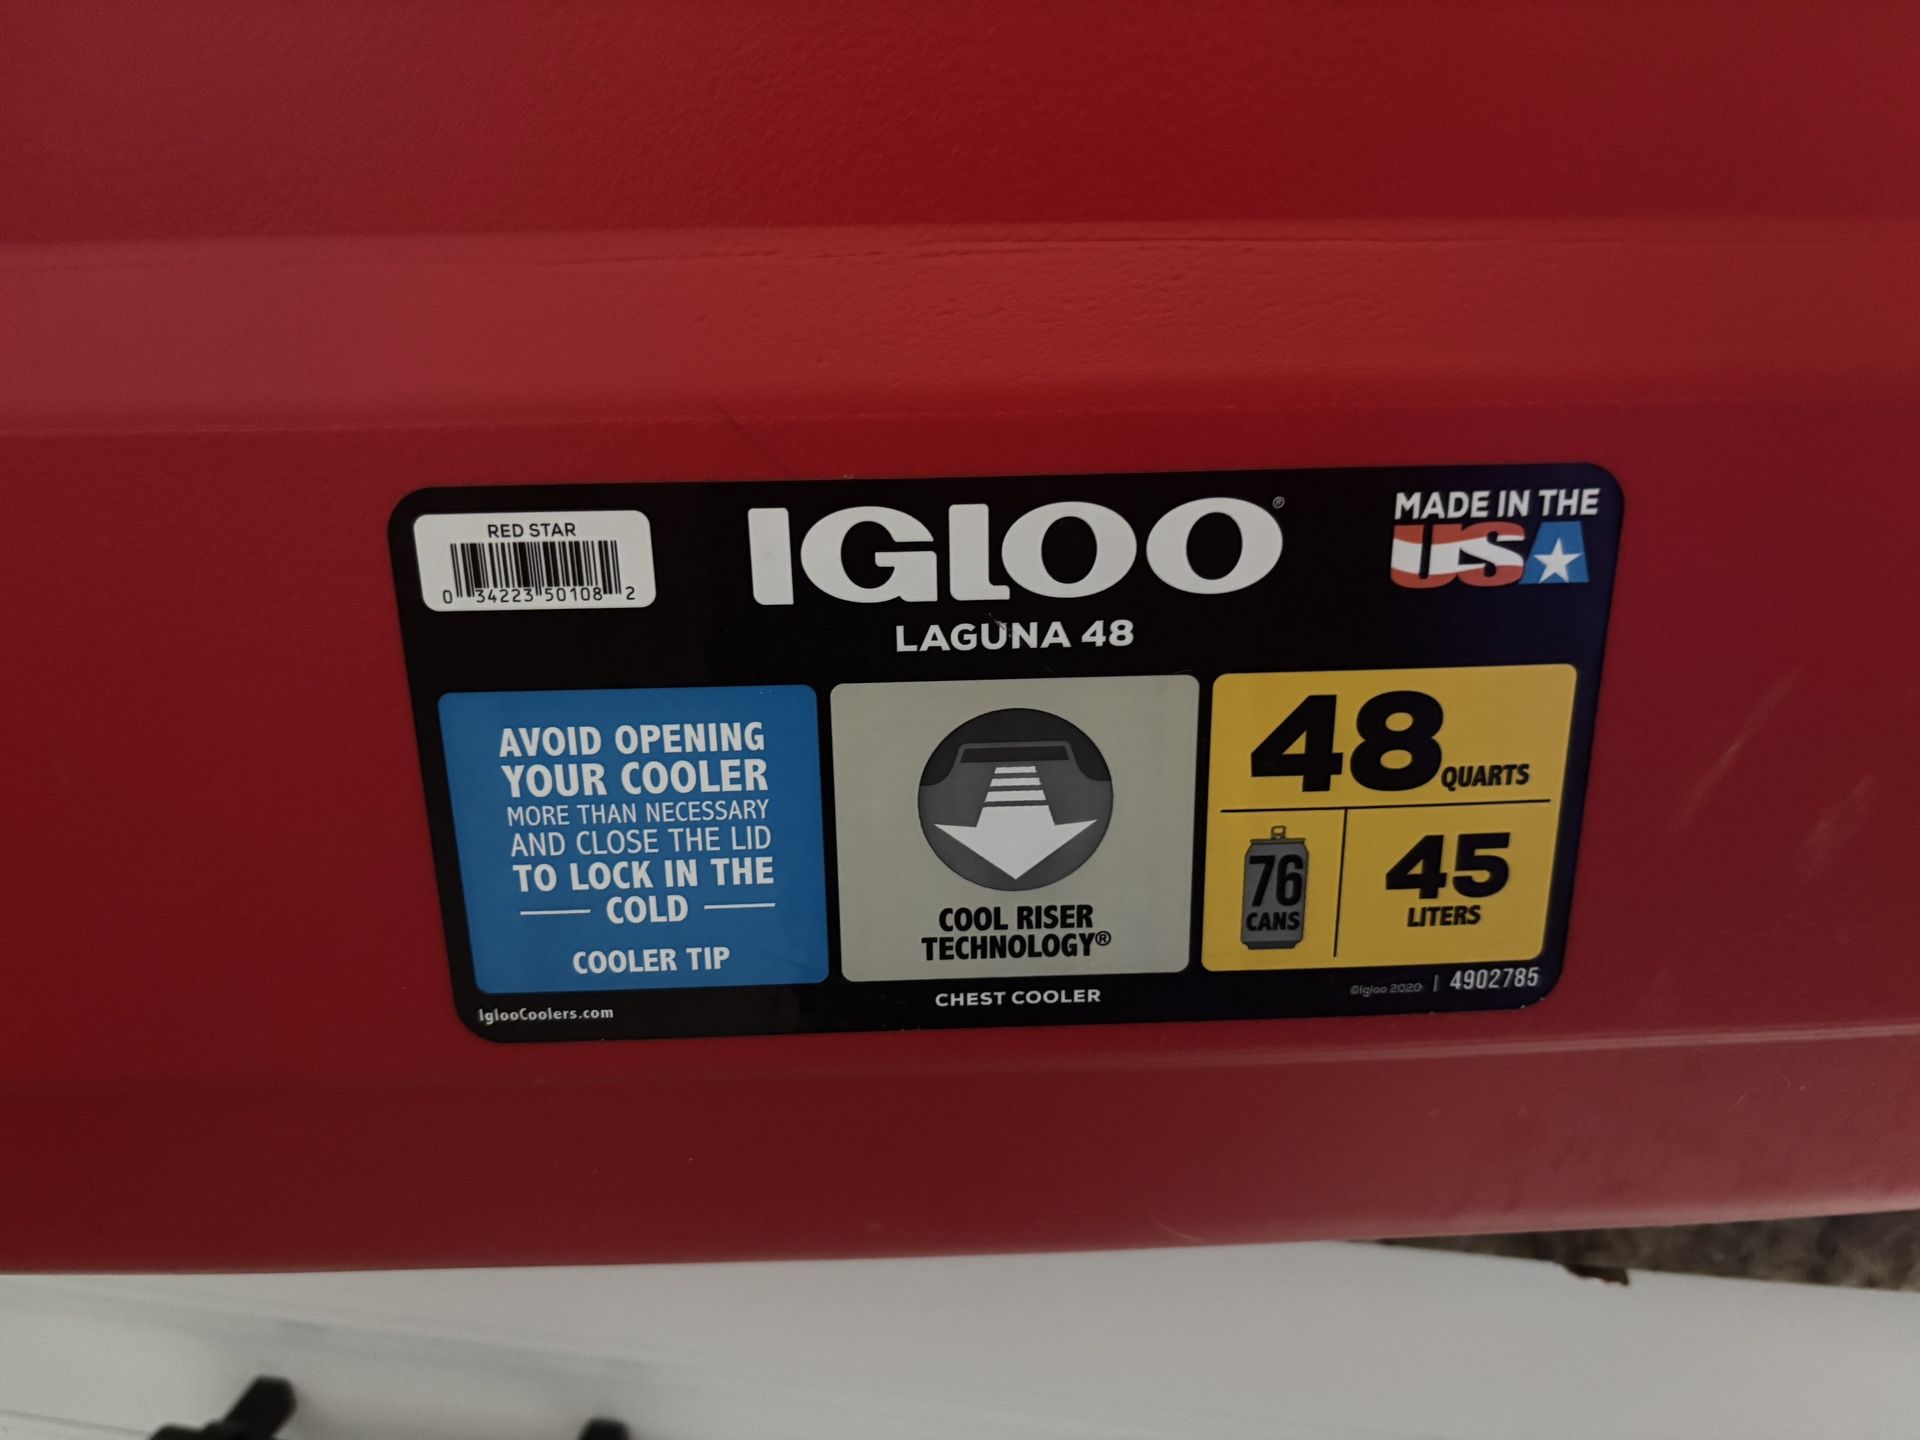 RED STAR
0 34223 50108 2
IGLOO®
LAGUNA 48
MADE IN THE
USA
AVOID OPENING
YOUR COOLER
MORE THAN NECESSARY
AND CLOSE THE LID
TO LOCK IN THE
COLD
COOLER TIP
IglooCoolers.com
COOL RISER
TECHNOLOGY®
CHEST COOLER
48 QUARTS
76
CANS
45
LITERS
©Igloo 2020 | 4902785